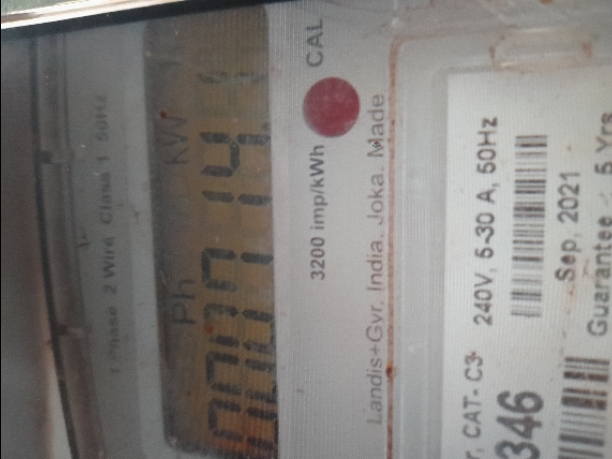 1 Phase 2 Wire Class 1 50Hz
Ph KW
3200 imp/kWh CAL
Landis+Gyr, India, Joka, Made
CAT- C3 240V, 5-30 A, 50Hz
346
Sep, 2021
Guarantee 5 Yrs